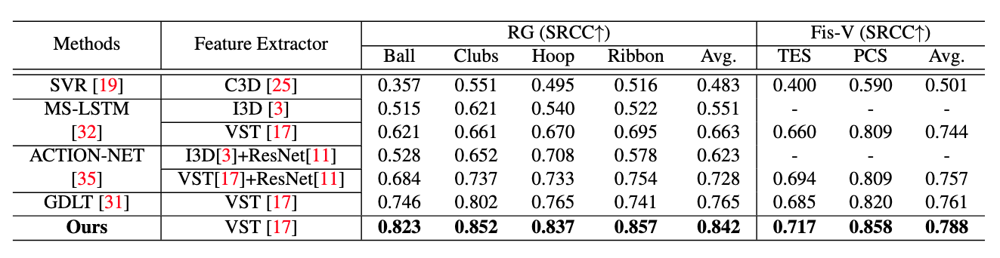 Methods Feature Extractor RG (SRCC↑) Fis-V (SRCC↑)
Ball Clubs Hoop Ribbon Avg. TES PCS Avg.
SVR [19] C3D [25] 0.357 0.551 0.495 0.516 0.483 0.400 0.590 0.501
MS-LSTM I3D [3] 0.515 0.621 0.540 0.522 0.551 - - -
[32] VST [17] 0.621 0.661 0.670 0.695 0.663 0.660 0.809 0.744
ACTION-NET I3D[3]+ResNet[11] 0.528 0.652 0.708 0.578 0.623 - - -
[35] VST[17]+ResNet[11] 0.684 0.737 0.733 0.754 0.728 0.694 0.809 0.757
GDLT [31] VST [17] 0.746 0.802 0.765 0.741 0.765 0.685 0.820 0.761
Ours VST [17] 0.823 0.852 0.837 0.857 0.842 0.717 0.858 0.788